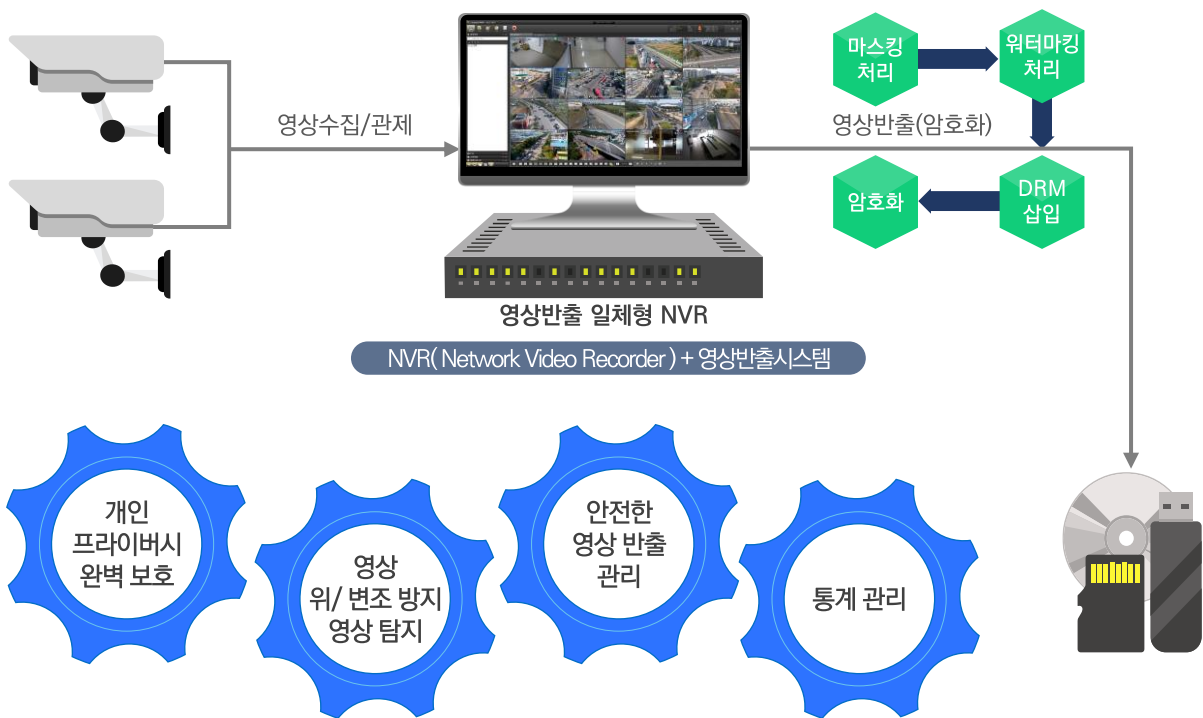 영상수집/관제
마스킹
처리
워터마킹
처리
영상반출(암호화)
암호화
DRM
삽입
영상반출 일체형 NVR
NVR( Network Video Recorder ) + 영상반출시스템
개인
프라이버시
완벽 보호
영상
위/ 변조 방지
영상 탐지
안전한
영상 반출
관리
통계 관리